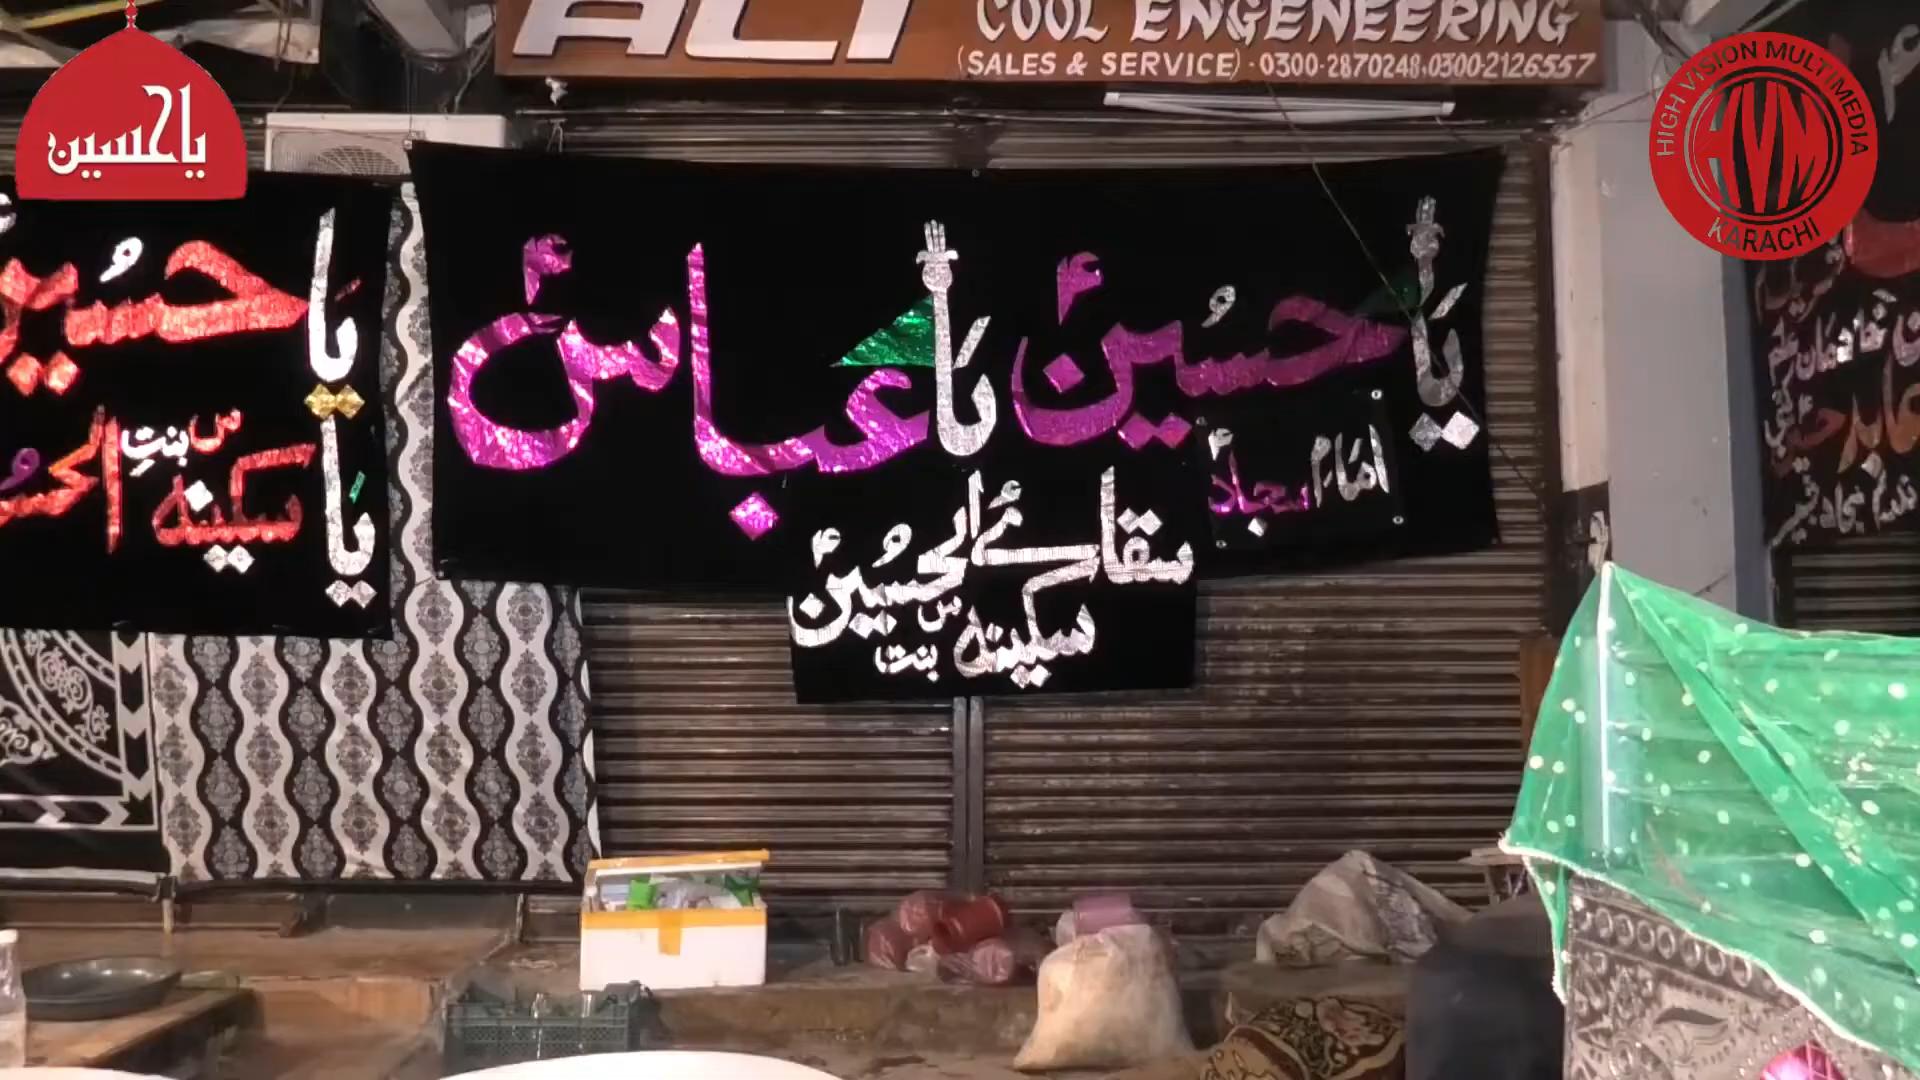 ALI
COOL ENGENEERING
(SALES & SERVICE) - 0300-2870248,0300-2126557
یاحسین
HIGH VISION MULTIMEDIA
HVM
KARACHI
یا حسینؑ یا عباسؑ
امام سجادؑ
سقائے سکینہؑ بنت الحسینؑ
یا حسینؑ
یا سکینہؑ بنتِ الحسین